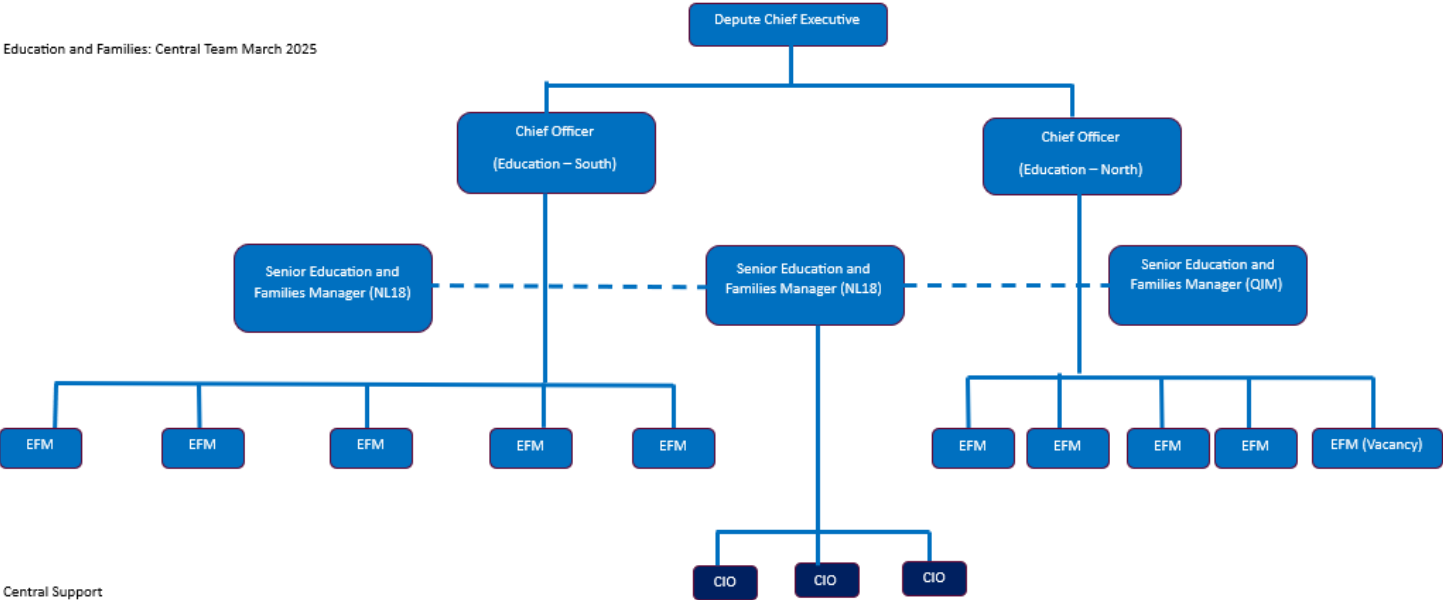 Depute Chief Executive
Education and Families: Central Team March 2025
Chief Officer
(Education – South)
Chief Officer
(Education – North)
Senior Education and
Families Manager (NL18)
Senior Education and
Families Manager (NL18)
Senior Education and
Families Manager (QIM)
EFM
EFM
EFM
EFM
EFM
EFM
EFM
EFM
EFM
EFM (Vacancy)
CIO
CIO
CIO
Central Support